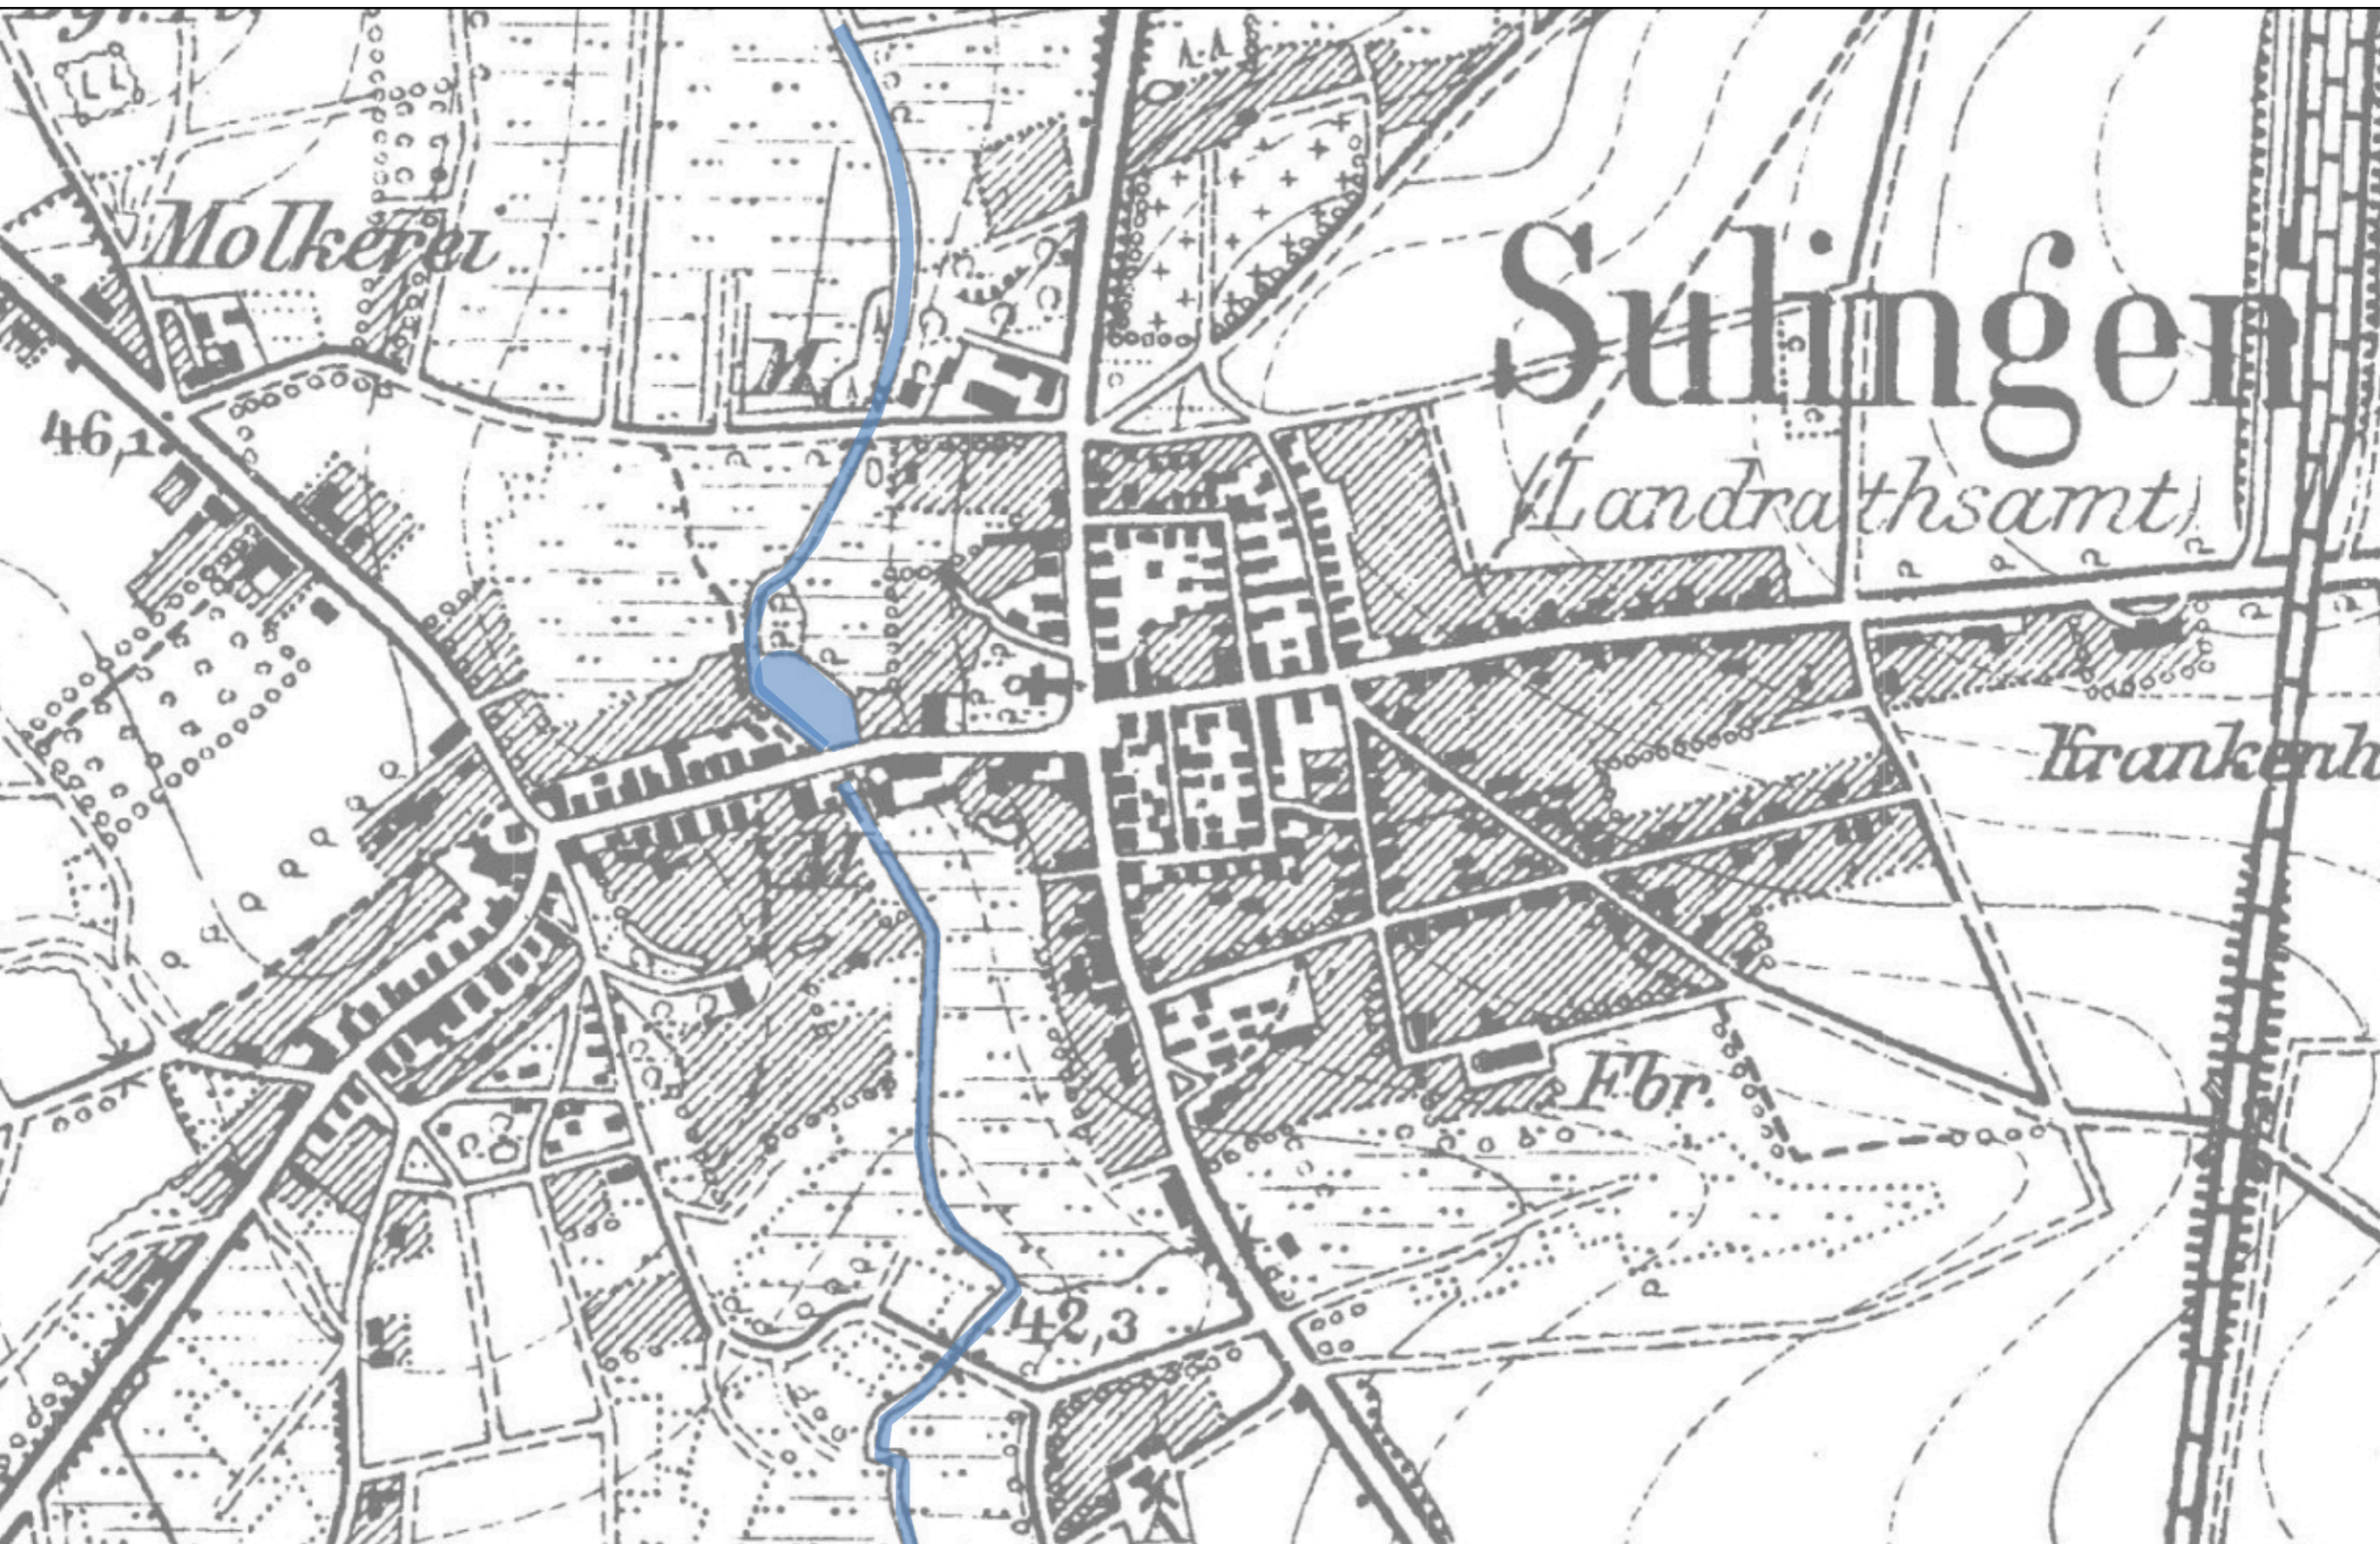 Molkerei
Sulingen
46,1
(Landrathsamt)
Krankenh
Fbr.
42,3